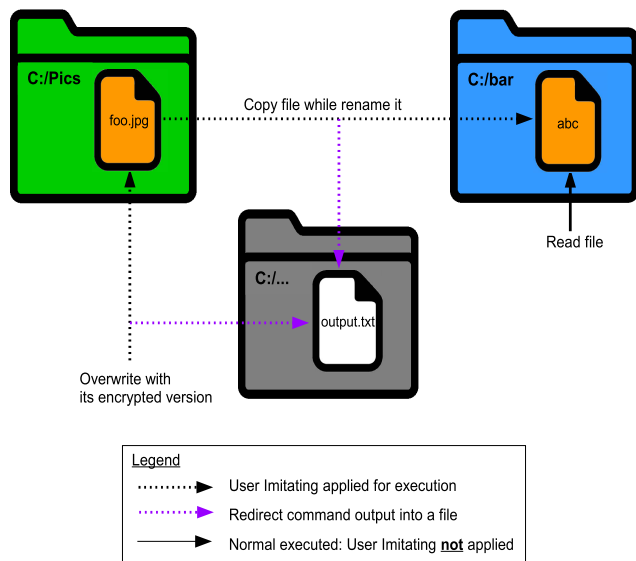 C:/Pics
foo.jpg
Copy file while rename it
C:/bar
abc
Read file
C:/...
output.txt
Overwrite with
its encrypted version
Legend
User Imitating applied for execution
Redirect command output into a file
Normal executed: User Imitating not applied